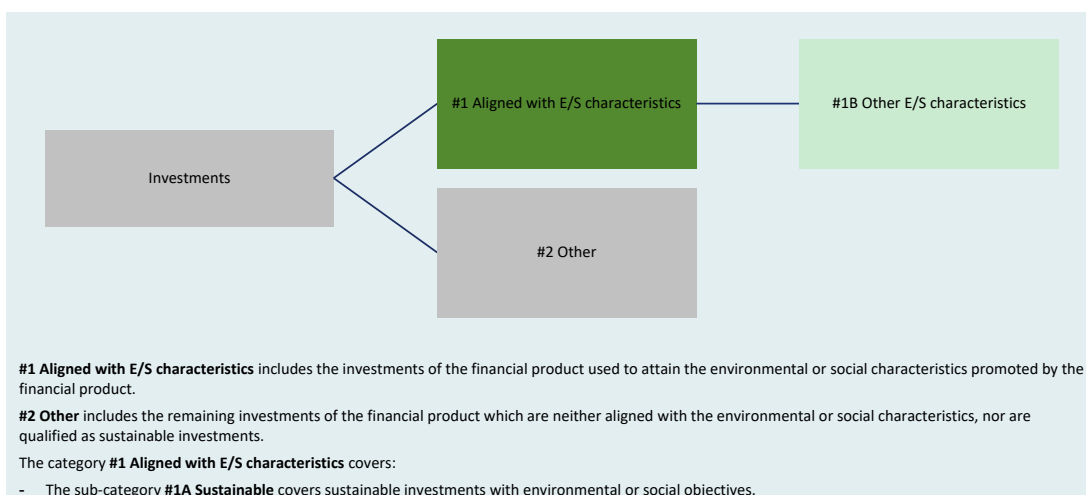 #1 Aligned with E/S characteristics
#1B Other E/S characteristics
Investments
#2 Other
#1 Aligned with E/S characteristics includes the investments of the financial product used to attain the environmental or social characteristics promoted by the
financial product.
#2 Other includes the remaining investments of the financial product which are neither aligned with the environmental or social characteristics, nor are
qualified as sustainable investments.
The category #1 Aligned with E/S characteristics covers:
- The sub-category #1A Sustainable covers sustainable investments with environmental or social objectives.